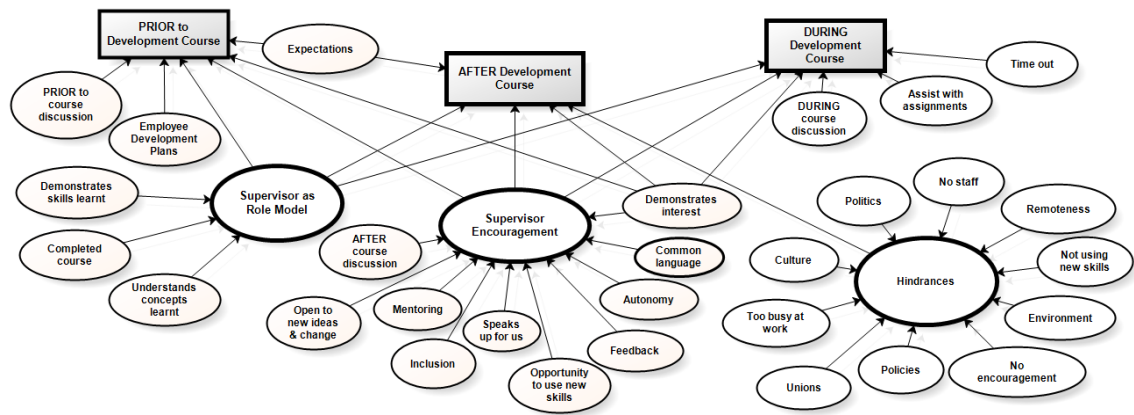 PRIOR to
Development Course
Expectations
AFTER Development
Course
DURING
Development
Course
Time out
Assist with
assignments
DURING
course
discussion
PRIOR to
course
discussion
Employee
Development
Plans
Demonstrates
skills learnt
Supervisor as
Role Model
Completed
course
Understands
concepts
learnt
Supervisor
Encouragement
Demonstrates
interest
AFTER
course
discussion
Common
language
Open to
new ideas
& change
Mentoring
Autonomy
Inclusion
Speaks
up for us
Feedback
Opportunity
to use new
skills
Politics
No staff
Remoteness
Culture
Hindrances
Not using
new skills
Too busy at
work
Environment
Unions
Policies
No
encouragement